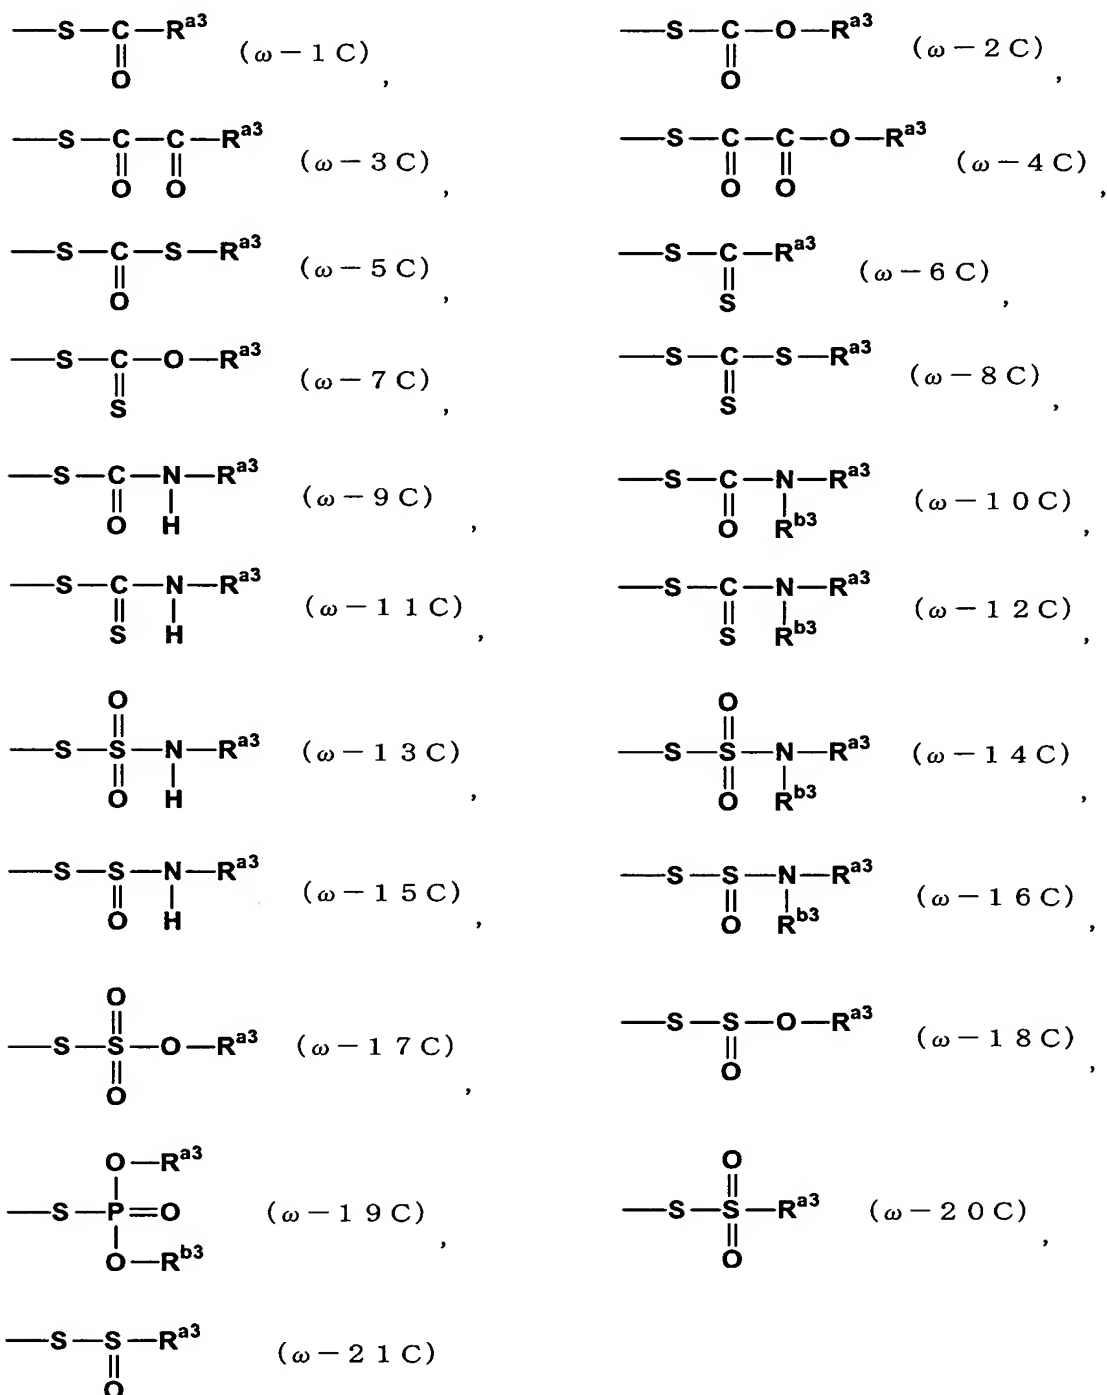 —S—C—R^a3 (ω-1C), —S—C—O—R^a3 (ω-2C),
O O
—S—C—C—R^a3 (ω-3C), —S—C—C—O—R^a3 (ω-4C),
O O O O
—S—C—S—R^a3 (ω-5C), —S—C—R^a3 (ω-6C),
O S
—S—C—O—R^a3 (ω-7C), —S—C—S—R^a3 (ω-8C),
S S
—S—C—N—R^a3 (ω-9C), —S—C—N—R^a3 (ω-10C),
O H O R^b3
—S—C—N—R^a3 (ω-11C), —S—C—N—R^a3 (ω-12C),
S H S R^b3
O O
—S—S—N—R^a3 (ω-13C), —S—S—N—R^a3 (ω-14C),
O H O R^b3
—S—S—N—R^a3 (ω-15C), —S—S—N—R^a3 (ω-16C),
O H O R^b3
O
—S—S—O—R^a3 (ω-17C), —S—S—O—R^a3 (ω-18C),
O O
O—R^a3 O
—S—P=O (ω-19C), —S—S—R^a3 (ω-20C),
O—R^b3 O
—S—S—R^a3 (ω-21C)
O